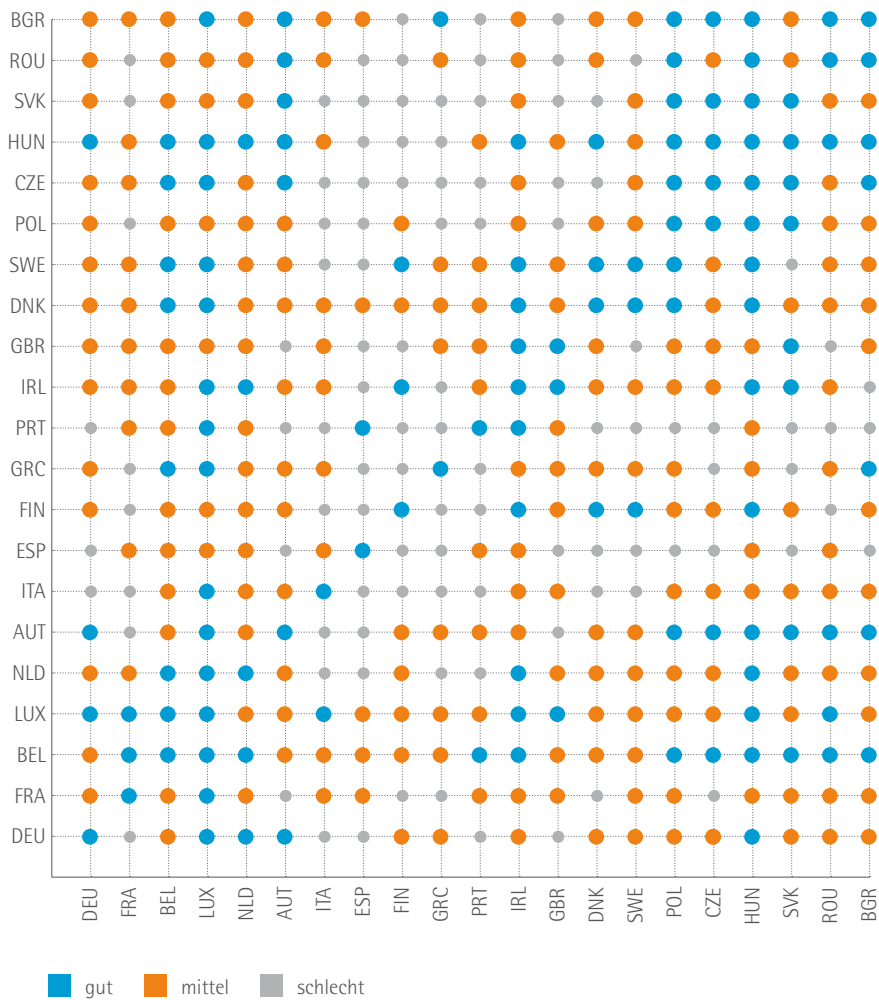 BGR
ROU
SVK
HUN
CZE
POL
SWE
DNK
GBR
IRL
PRT
GRC
FIN
ESP
ITA
AUT
NLD
LUX
BEL
FRA
DEU
DEU FRA BEL LUX NLD AUT ITA ESP FIN GRC PRT IRL GBR DNK SWE POL CZE HUN SVK ROU BGR
gut mittel schlecht